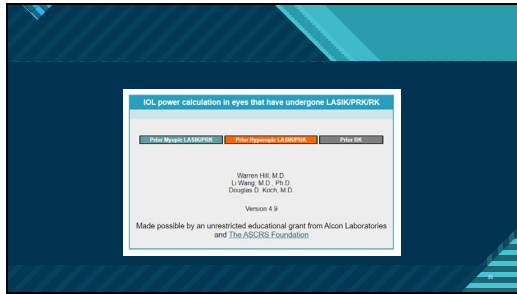 IOL power calculation in eyes that have undergone LASIK/PRK/RK
Prior Myopic LASIK/PRK Prior Hyperopic LASIK/PRK Prior RK
Warren Hill, M.D.
Li Wang, M.D., Ph.D.
Douglas D. Koch, M.D.
Version 4.9
Made possible by an unrestricted educational grant from Alcon Laboratories
and The ASCRS Foundation